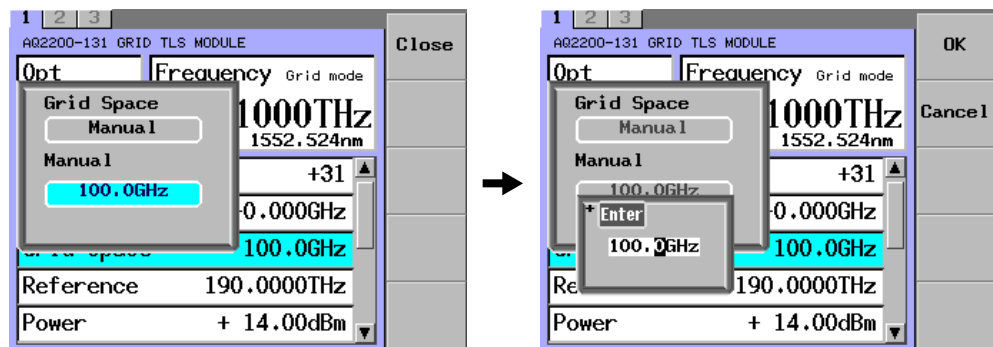 1 2 3
AQ2200-131 GRID TLS MODULE
Close
Opt
Frequency Grid mode
Grid Space
Manual
1000THz
1552.524nm
Manual
+31
100.0GHz
0.000GHz
100.0GHz
Reference 190.0000THz
Power + 14.00dBm
1 2 3
AQ2200-131 GRID TLS MODULE
OK
Opt
Frequency Grid mode
Grid Space
Manual
1000THz
1552.524nm
Cancel
Manual
+31
100.0GHz
+ Enter
0.000GHz
100.0GHz
100.0GHz
Re 190.0000THz
Power + 14.00dBm